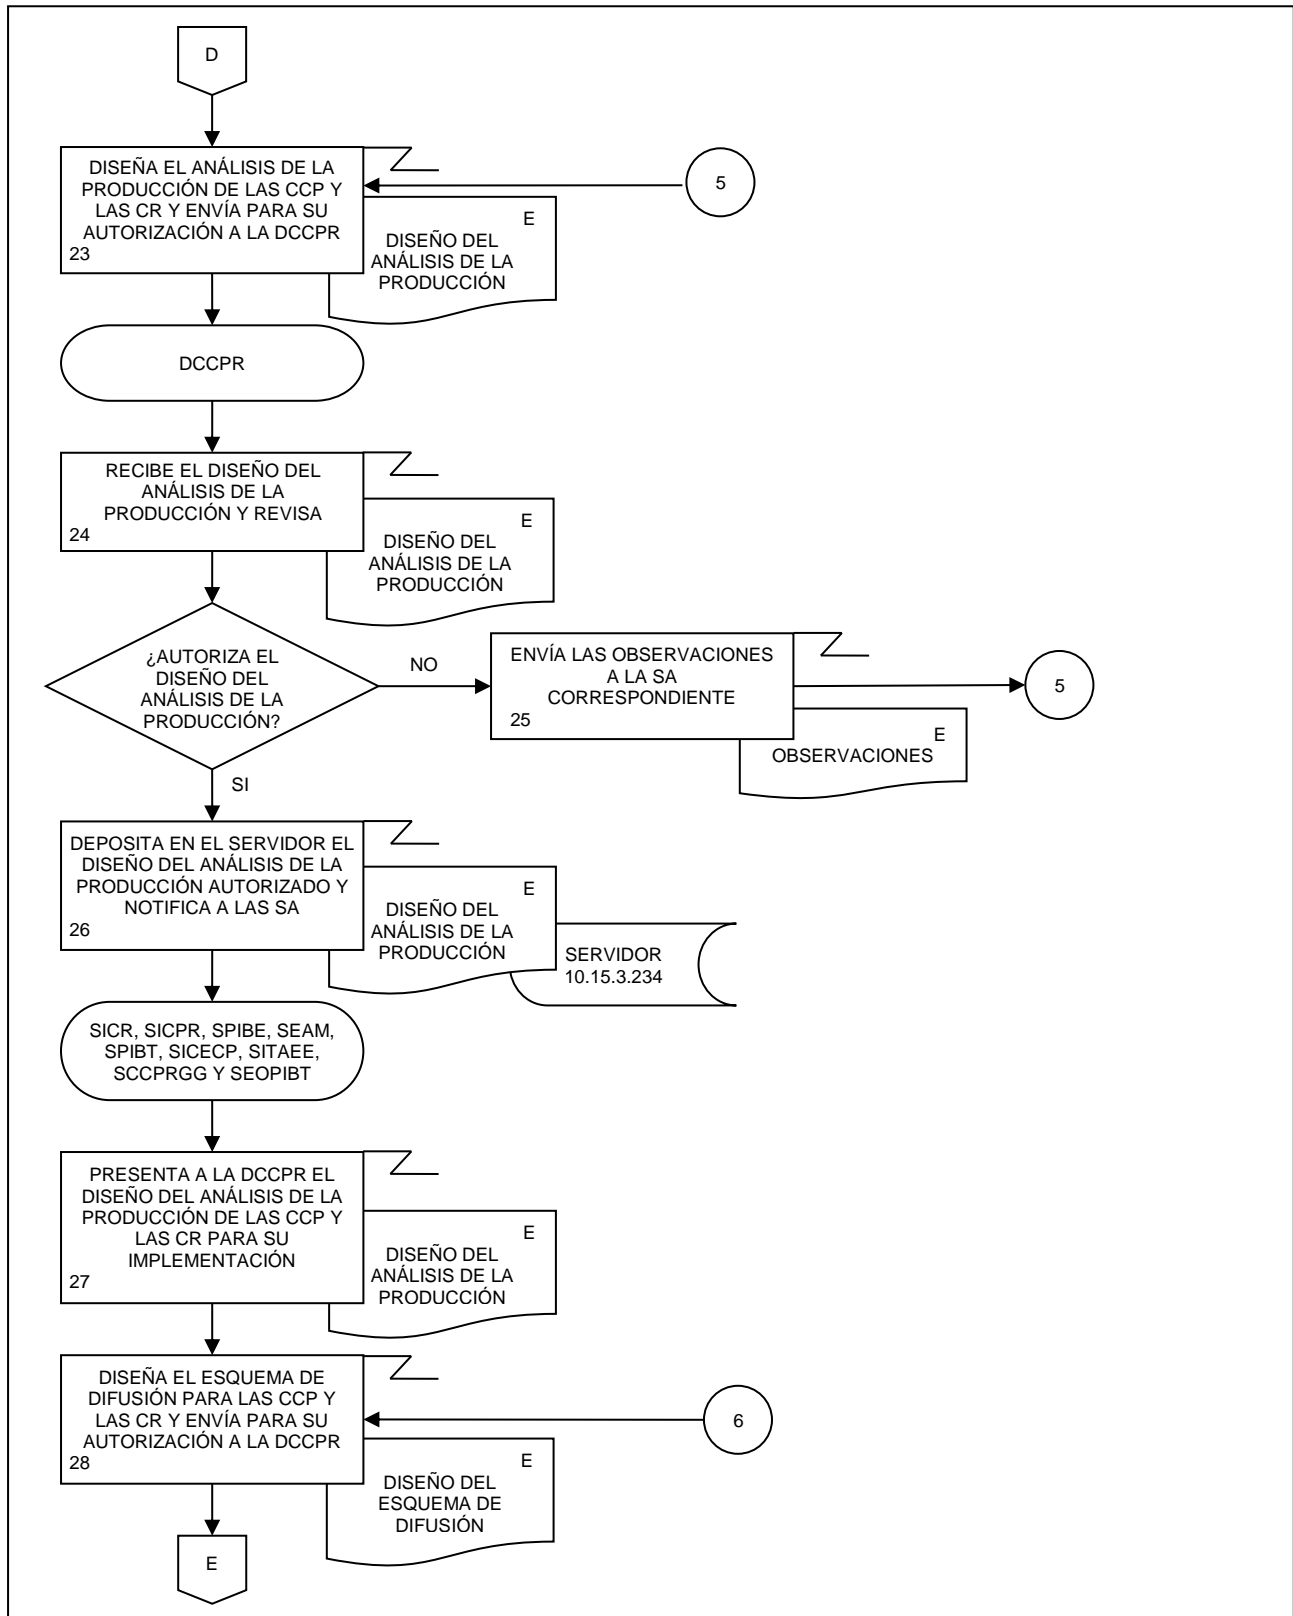 D
DISEÑA EL ANÁLISIS DE LA
PRODUCCIÓN DE LAS CCP Y
LAS CR Y ENVÍA PARA SU
AUTORIZACIÓN A LA DCCPR
23
5
E
DISEÑO DEL
ANÁLISIS DE LA
PRODUCCIÓN
DCCPR
RECIBE EL DISEÑO DEL
ANÁLISIS DE LA
PRODUCCIÓN Y REVISA
24
E
DISEÑO DEL
ANÁLISIS DE LA
PRODUCCIÓN
¿AUTORIZA EL
DISEÑO DEL
ANÁLISIS DE LA
PRODUCCIÓN?
NO
ENVÍA LAS OBSERVACIONES
A LA SA
CORRESPONDIENTE
25
5
E
OBSERVACIONES
SI
DEPOSITA EN EL SERVIDOR EL
DISEÑO DEL ANÁLISIS DE LA
PRODUCCIÓN AUTORIZADO Y
NOTIFICA A LAS SA
26
E
DISEÑO DEL
ANÁLISIS DE LA
PRODUCCIÓN
SERVIDOR
10.15.3.234
SICR, SICPR, SPIBE, SEAM,
SPIBT, SICECP, SITAEE,
SCCPRGG Y SEOPIBT
PRESENTA A LA DCCPR EL
DISEÑO DEL ANÁLISIS DE LA
PRODUCCIÓN DE LAS CCP Y
LAS CR PARA SU
IMPLEMENTACIÓN
27
E
DISEÑO DEL
ANÁLISIS DE LA
PRODUCCIÓN
DISEÑA EL ESQUEMA DE
DIFUSIÓN PARA LAS CCP Y
LAS CR Y ENVÍA PARA SU
AUTORIZACIÓN A LA DCCPR
28
6
E
DISEÑO DEL
ESQUEMA DE
DIFUSIÓN
E